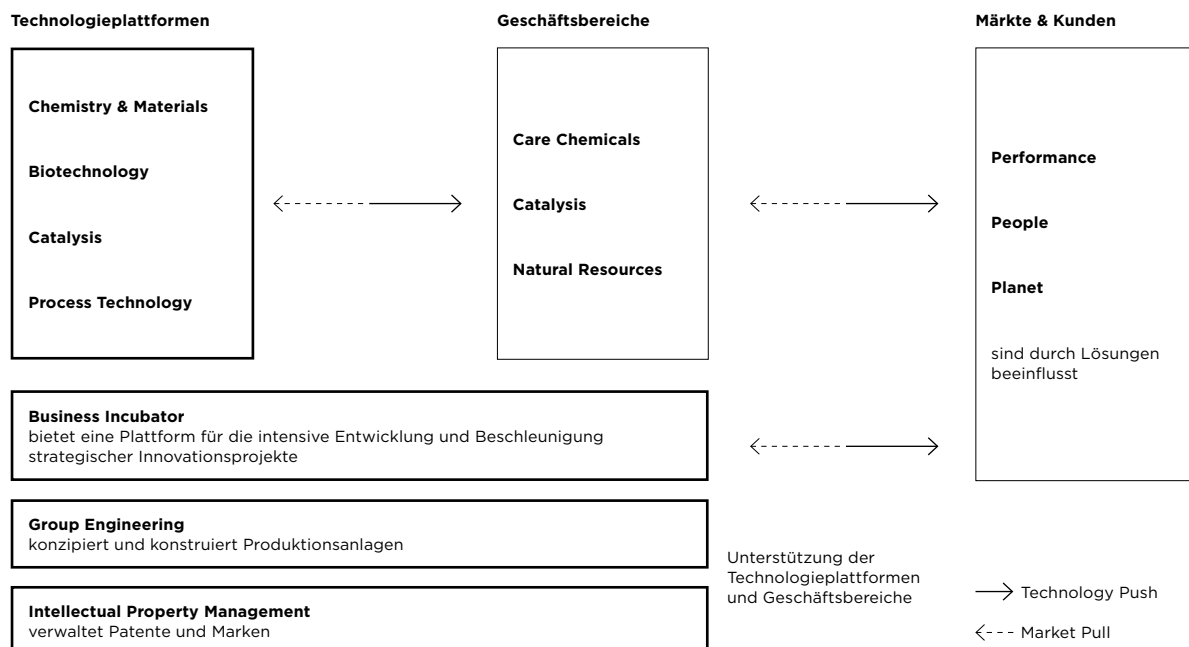 Technologieplattformen
Chemistry & Materials
Biotechnology
Catalysis
Process Technology
Geschäftsbereiche
Care Chemicals
Catalysis
Natural Resources
Märkte & Kunden
Performance
People
Planet
sind durch Lösungen
beeinflusst
Business Incubator
bietet eine Plattform für die intensive Entwicklung und Beschleunigung
strategischer Innovationsprojekte
Group Engineering
konzipiert und konstruiert Produktionsanlagen
Intellectual Property Management
verwaltet Patente und Marken
Unterstützung der
Technologieplattformen
und Geschäftsbereiche
Technology Push
Market Pull